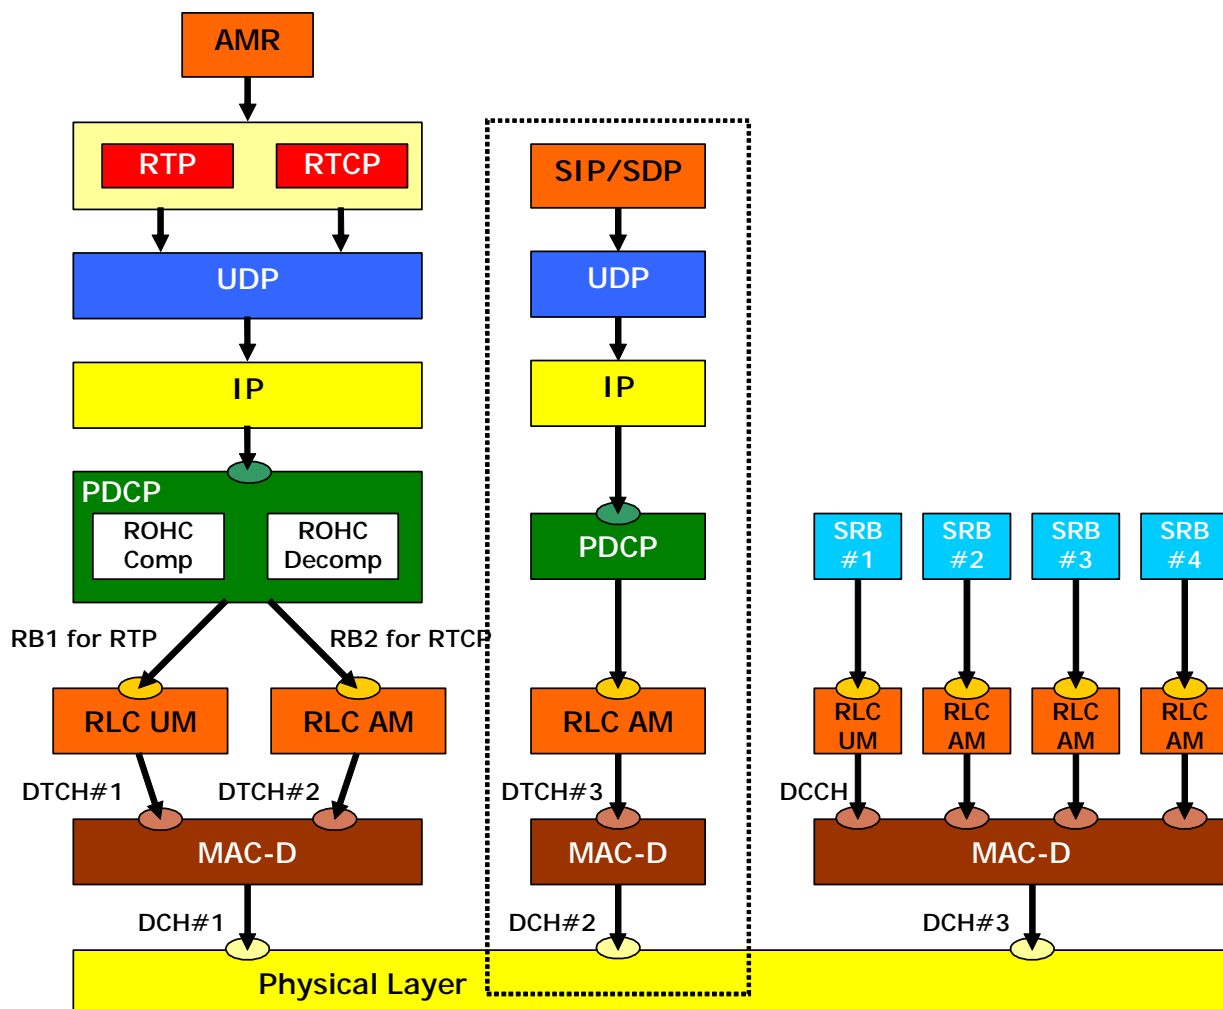 AMR
RTP
RTCP
SIP/SDP
UDP
UDP
IP
IP
PDCP
ROHC
Comp
ROHC
Decomp
PDCP
SRB
#1
SRB
#2
SRB
#3
SRB
#4
RB1 for RTP
RB2 for RTCP
RLC UM
RLC AM
RLC AM
RLC
UM
RLC
AM
RLC
AM
RLC
AM
DTCH#1
DTCH#2
DTCH#3
DCCH
MAC-D
MAC-D
MAC-D
DCH#1
DCH#2
DCH#3
Physical Layer